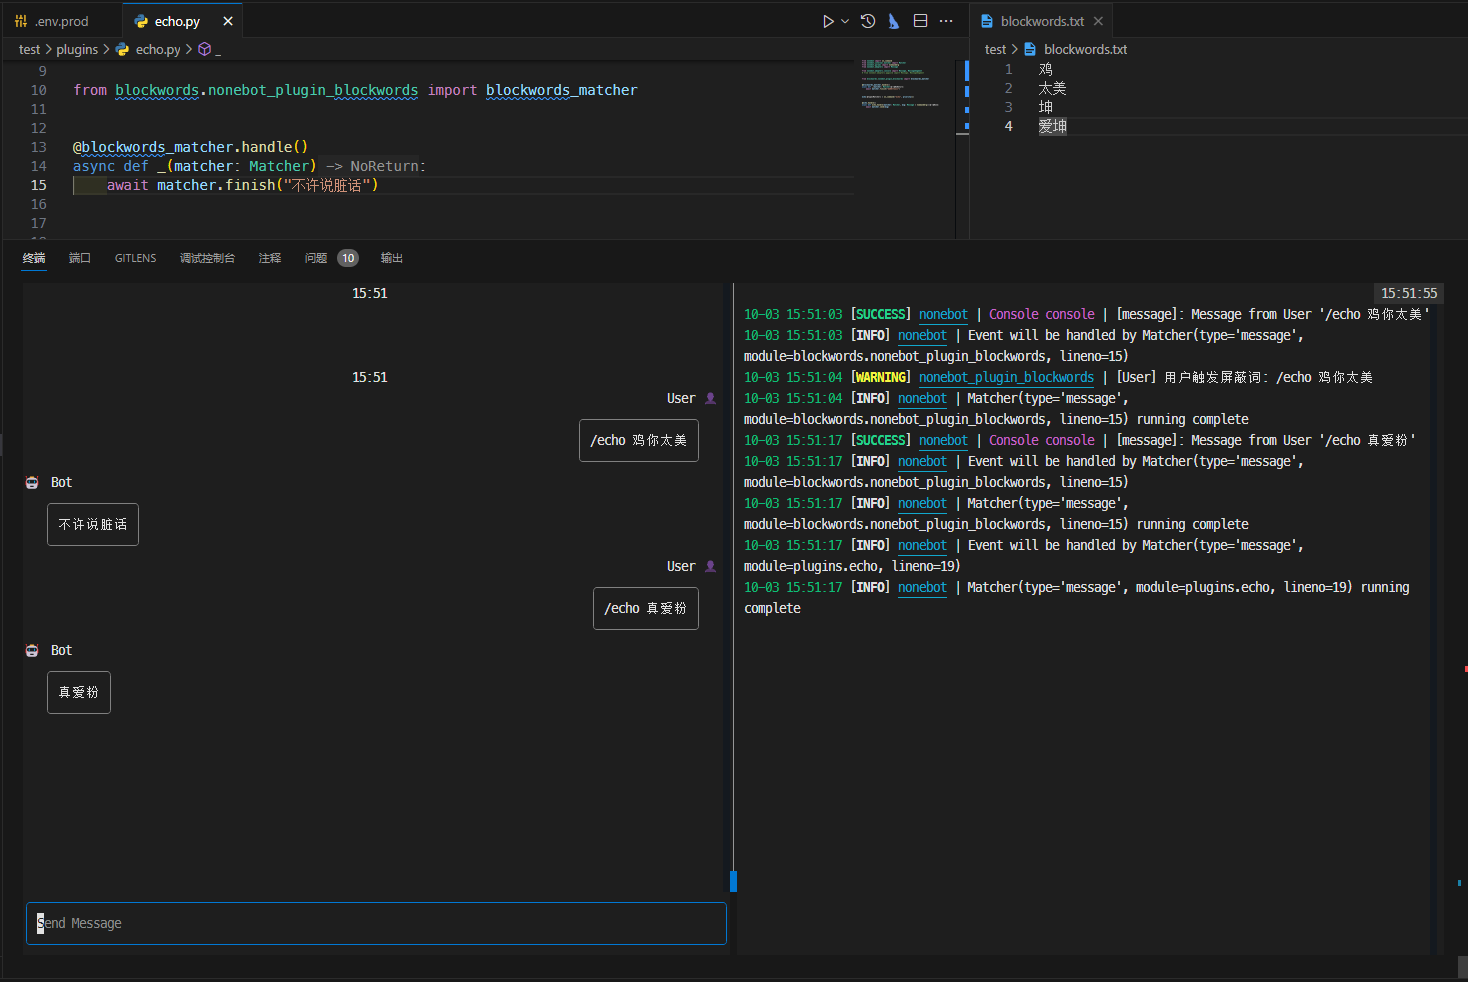 .env.prod
echo.py
test > plugins > echo.py > _
9
10 from blockwords.nonebot_plugin_blockwords import blockwords_matcher
11
12
13 @blockwords_matcher.handle()
14 async def _(matcher: Matcher) -> NoReturn:
15 await matcher.finish("不许说脏话")
16
17
blockwords.txt
test > blockwords.txt
1 鸡
2 太美
3 坤
4 爱坤
终端 端口 GITLENS 调试控制台 注释 问题 10 输出
15:51
15:51
User
/echo 鸡你太美
Bot
不许说脏话
User
/echo 真爱粉
Bot
真爱粉
Send Message
15:51:55
10-03 15:51:03 [SUCCESS] nonebot | Console console | [message]: Message from User '/echo 鸡你太美'
10-03 15:51:03 [INFO] nonebot | Event will be handled by Matcher(type='message',
module=blockwords.nonebot_plugin_blockwords, lineno=15)
10-03 15:51:04 [WARNING] nonebot_plugin_blockwords | [User] 用户触发屏蔽词: /echo 鸡你太美
10-03 15:51:04 [INFO] nonebot | Matcher(type='message',
module=blockwords.nonebot_plugin_blockwords, lineno=15) running complete
10-03 15:51:17 [SUCCESS] nonebot | Console console | [message]: Message from User '/echo 真爱粉'
10-03 15:51:17 [INFO] nonebot | Event will be handled by Matcher(type='message',
module=blockwords.nonebot_plugin_blockwords, lineno=15)
10-03 15:51:17 [INFO] nonebot | Matcher(type='message',
module=blockwords.nonebot_plugin_blockwords, lineno=15) running complete
10-03 15:51:17 [INFO] nonebot | Event will be handled by Matcher(type='message',
module=plugins.echo, lineno=19)
10-03 15:51:17 [INFO] nonebot | Matcher(type='message', module=plugins.echo, lineno=19) running
complete